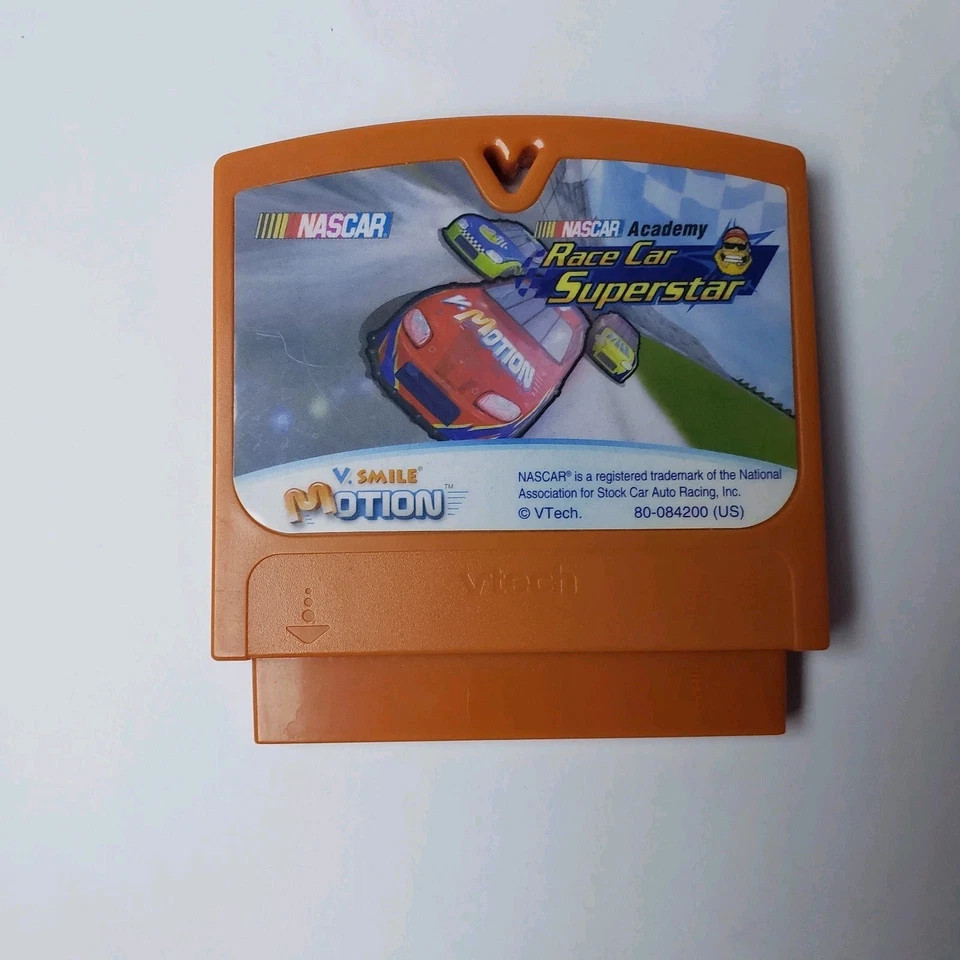 NASCAR
NASCAR Academy
Race Car
Superstar
V-MOTION
V.SMILE®
MOTION™
NASCAR® is a registered trademark of the National
Association for Stock Car Auto Racing, Inc.
© VTech. 80-084200 (US)
vtech